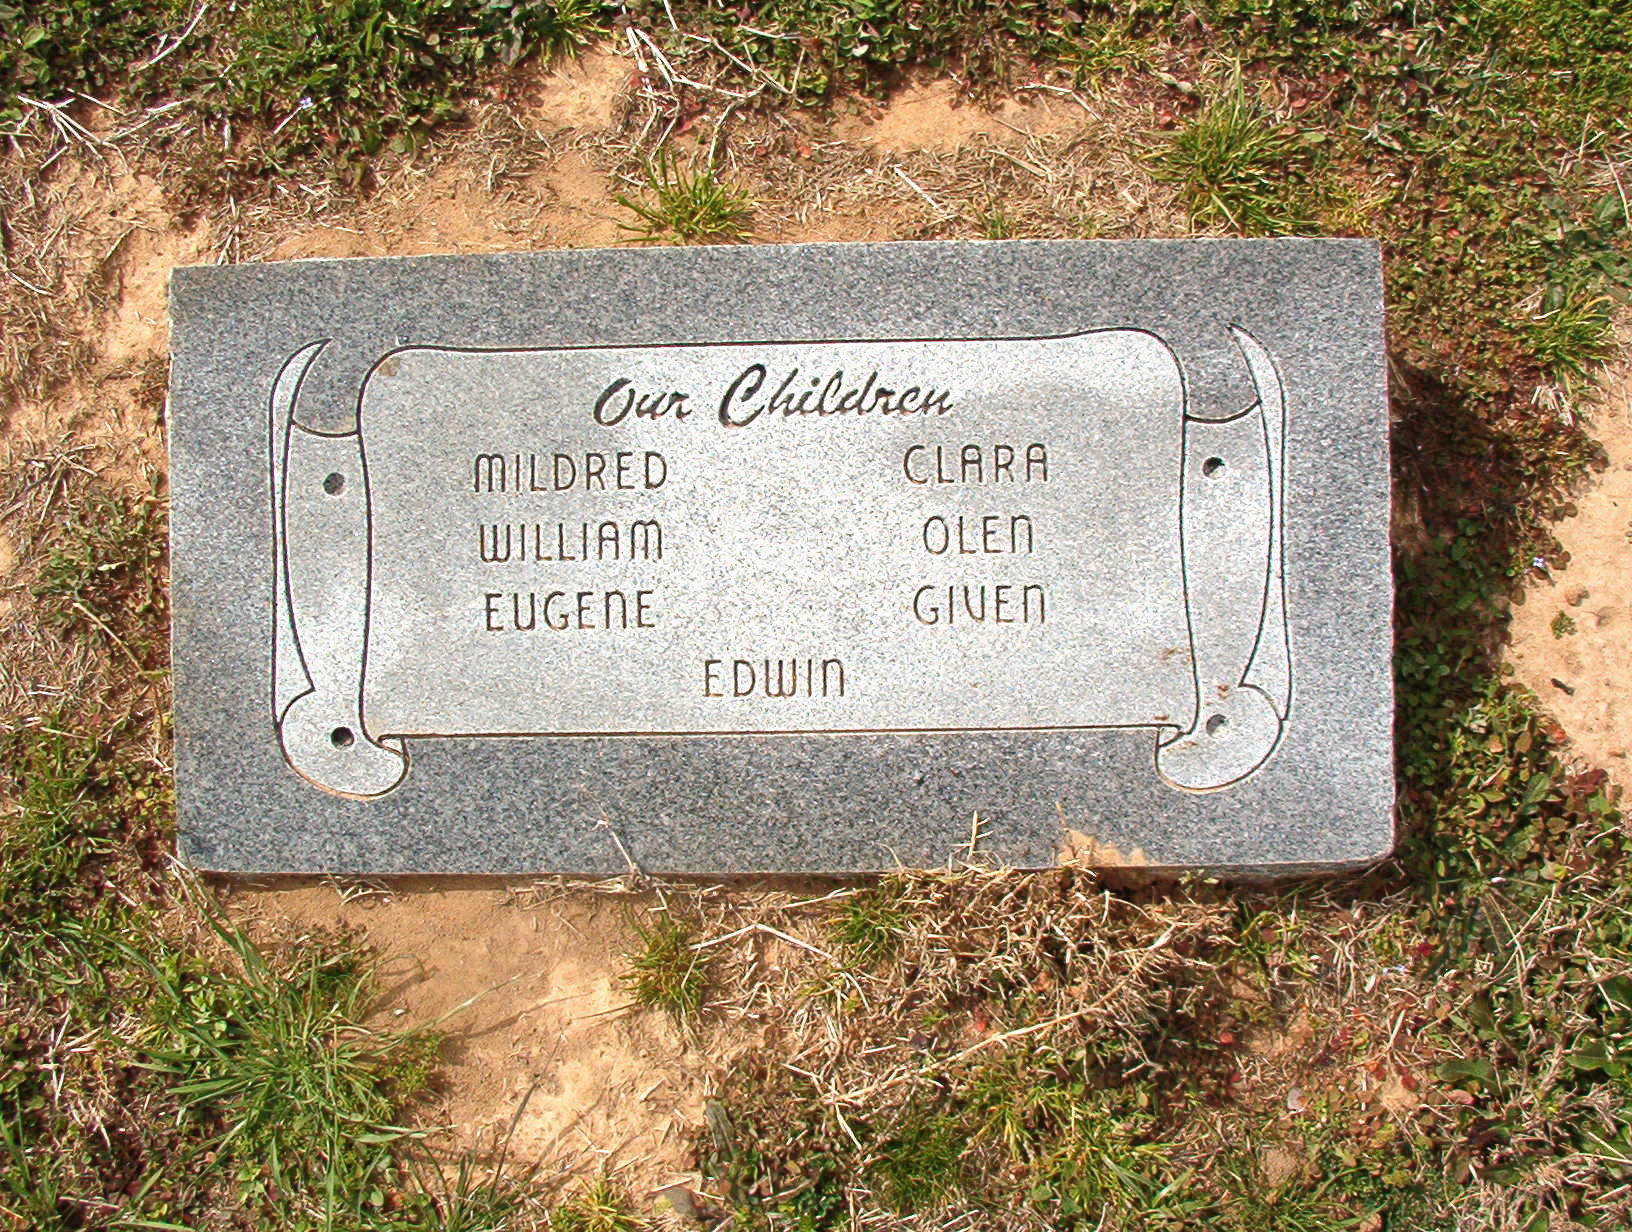 Our Children
MILDRED CLARA
WILLIAM OLEN
EUGENE GIVEN
EDWIN